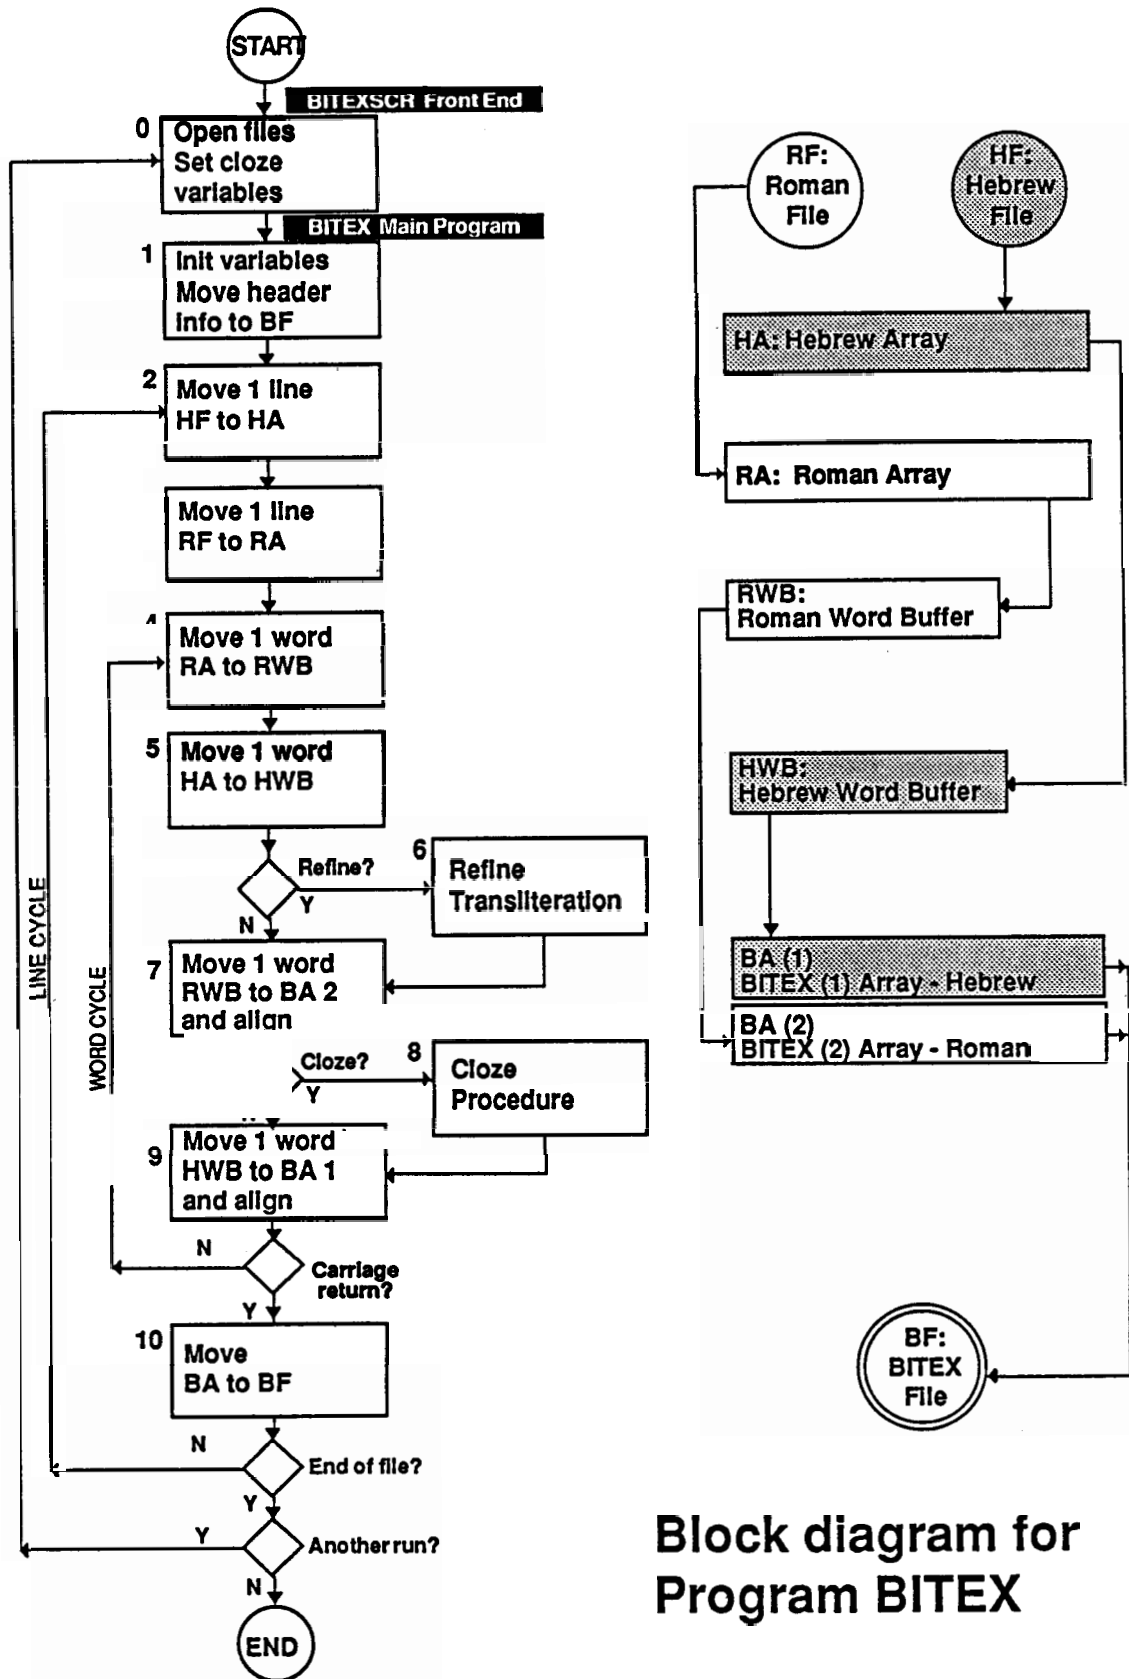 START
BITEXSCR Front End
0
Open files
Set cloze
variables
BITEX Main Program
1
Init variables
Move header
info to BF
2
Move 1 line
HF to HA
Move 1 line
RF to RA
Move 1 word
RA to RWB
5
Move 1 word
HA to HWB
Refine?
Y
N
6
Refine
Transliteration
7
Move 1 word
RWB to BA 2
and align
Cloze?
Y
8
Cloze
Procedure
9
Move 1 word
HWB to BA 1
and align
N
Carriage
return?
Y
10
Move
BA to BF
N
End of file?
Y
Y
Another run?
N
END
LINE CYCLE
WORD CYCLE
RF:
Roman
File
HF:
Hebrew
File
HA: Hebrew Array
RA: Roman Array
RWB:
Roman Word Buffer
HWB:
Hebrew Word Buffer
BA (1)
BITEX (1) Array - Hebrew
BA (2)
BITEX (2) Array - Roman
BF:
BITEX
File
Block diagram for
Program BITEX